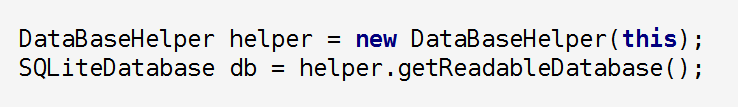 DataBaseHelper helper = new DataBaseHelper(this);
SQLiteDatabase db = helper.getReadableDatabase();